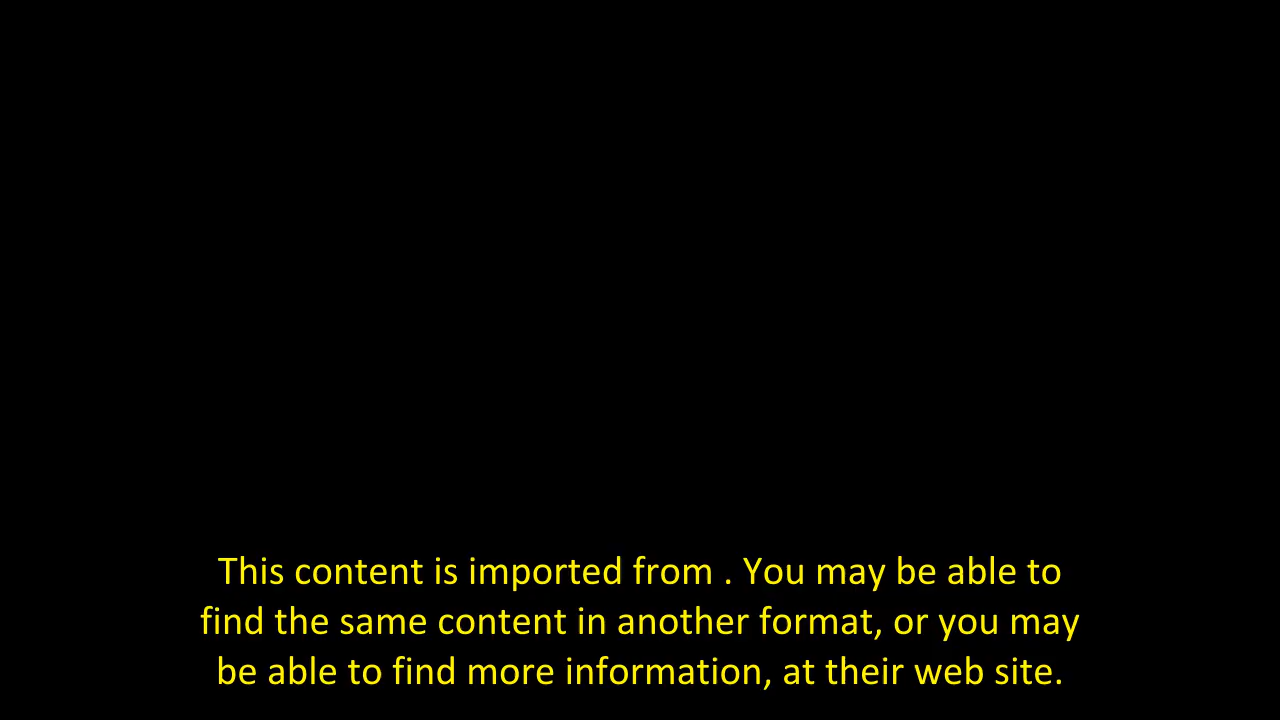 This content is imported from . You may be able to
find the same content in another format, or you may
be able to find more information, at their web site.